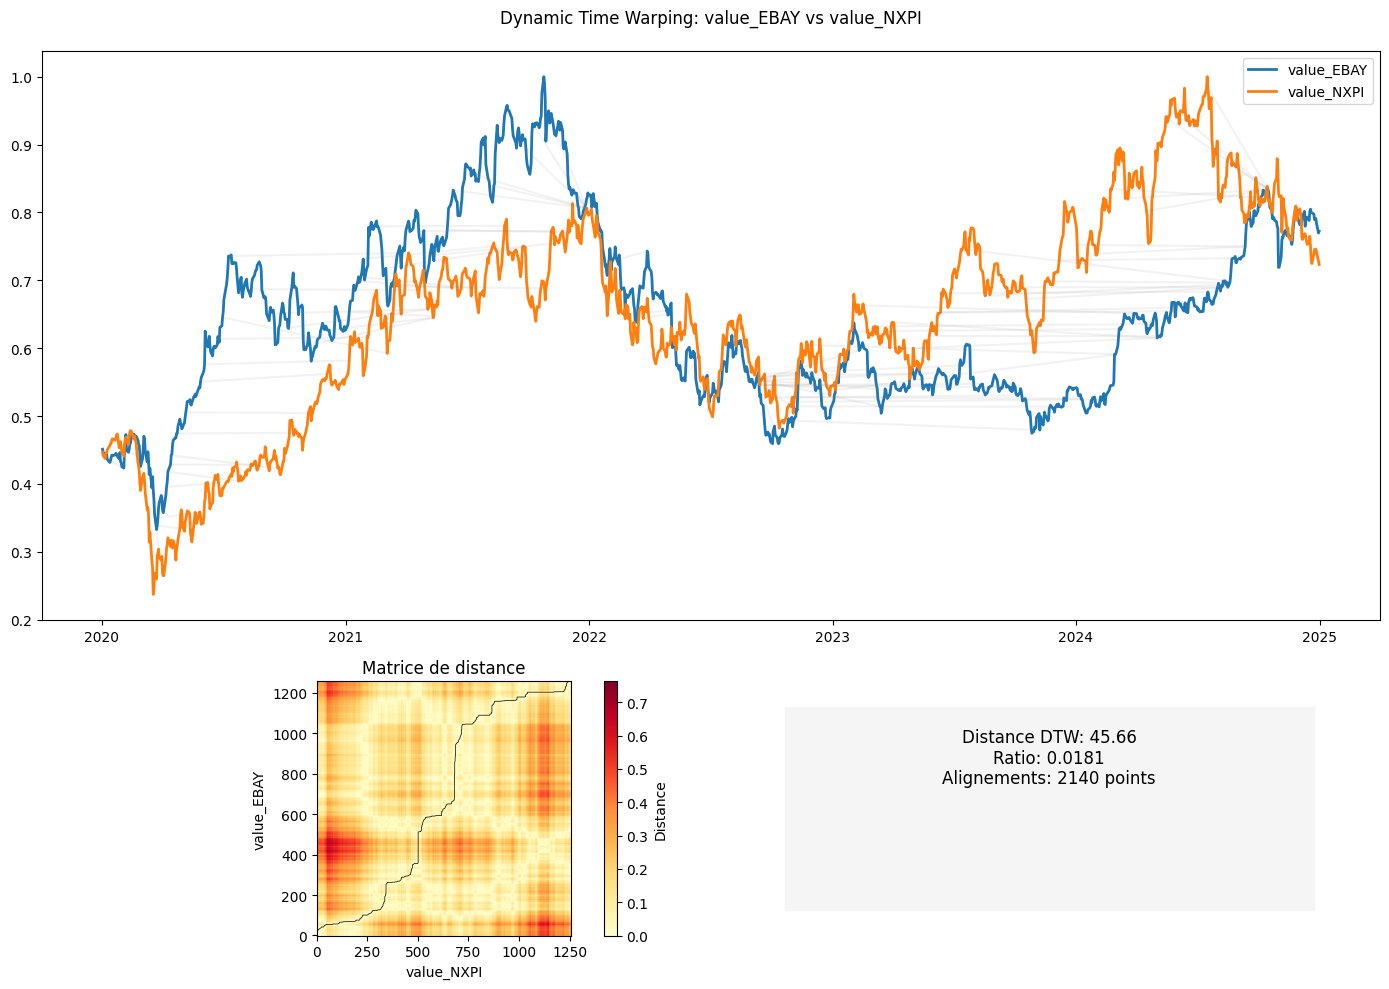 Dynamic Time Warping: value_EBAY vs value_NXPI
value_EBAY
value_NXPI
1.0
0.9
0.8
0.7
0.6
0.5
0.4
0.3
0.2
2020 2021 2022 2023 2024 2025
Matrice de distance
value_EBAY
1200
1000
800
600
400
200
0
0 250 500 750 1000 1250
value_NXPI
0.7
0.6
0.5
0.4
0.3
0.2
0.1
0.0
Distance
Distance DTW: 45.66
Ratio: 0.0181
Alignements: 2140 points